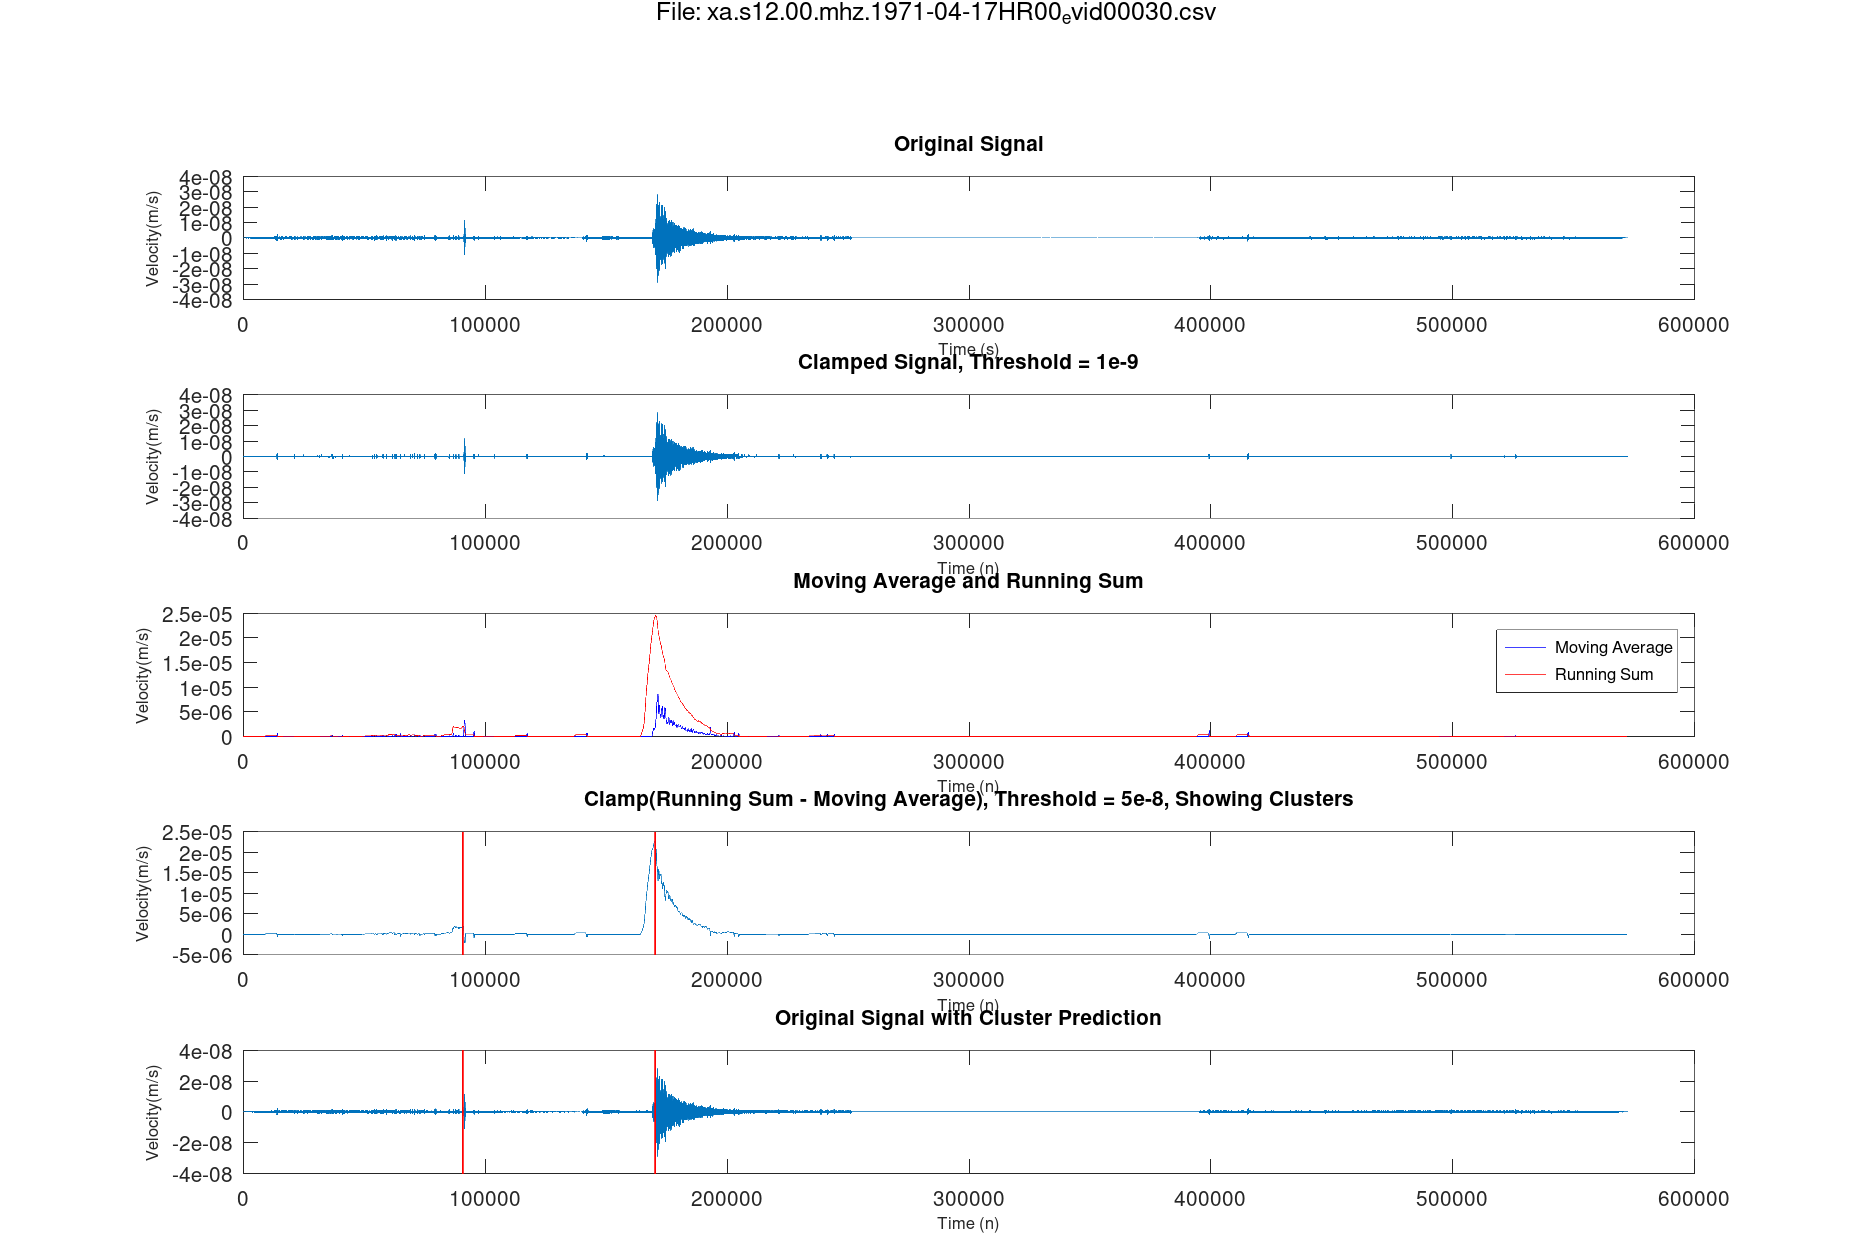 File: xa.s12.00.mhz.1971-04-17HR00evid00030.csv
Original Signal
Velocity(m/s)
4e-08
3e-08
2e-08
1e-08
0
-1e-08
-2e-08
-3e-08
-4e-08
0 100000 200000 300000 400000 500000 600000
Time (s)
Clamped Signal, Threshold = 1e-9
Velocity(m/s)
4e-08
3e-08
2e-08
1e-08
0
-1e-08
-2e-08
-3e-08
-4e-08
0 100000 200000 300000 400000 500000 600000
Time (n)
Moving Average and Running Sum
Velocity(m/s)
2.5e-05
2e-05
1.5e-05
1e-05
5e-06
0
Moving Average
Running Sum
0 100000 200000 300000 400000 500000 600000
Time (n)
Clamp(Running Sum - Moving Average), Threshold = 5e-8, Showing Clusters
Velocity(m/s)
2.5e-05
2e-05
1.5e-05
1e-05
5e-06
0
-5e-06
0 100000 200000 300000 400000 500000 600000
Time (n)
Original Signal with Cluster Prediction
Velocity(m/s)
4e-08
2e-08
0
-2e-08
-4e-08
0 100000 200000 300000 400000 500000 600000
Time (n)